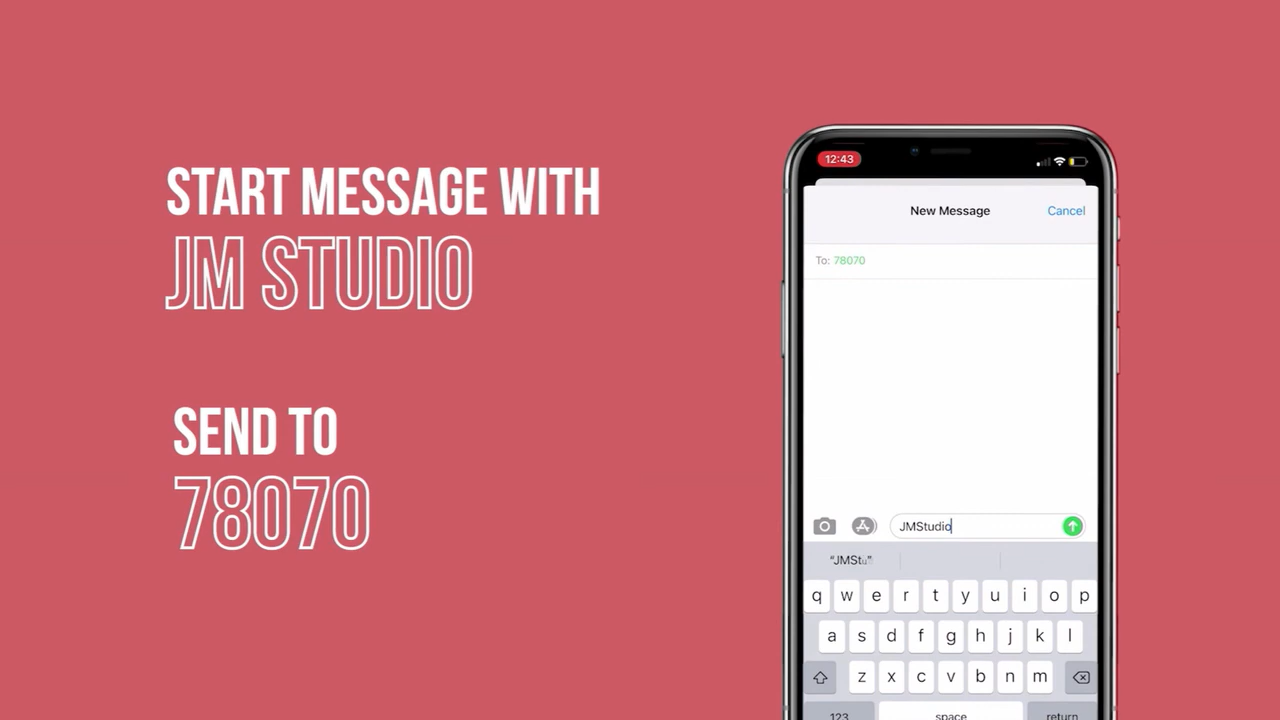 START MESSAGE WITH
JM STUDIO
SEND TO
78070
12:43
New Message
Cancel
To: 78070
JMStudio
"JMStu"
q w e r t y u i o p
a s d f g h j k l
z x c v b n m
123 space return